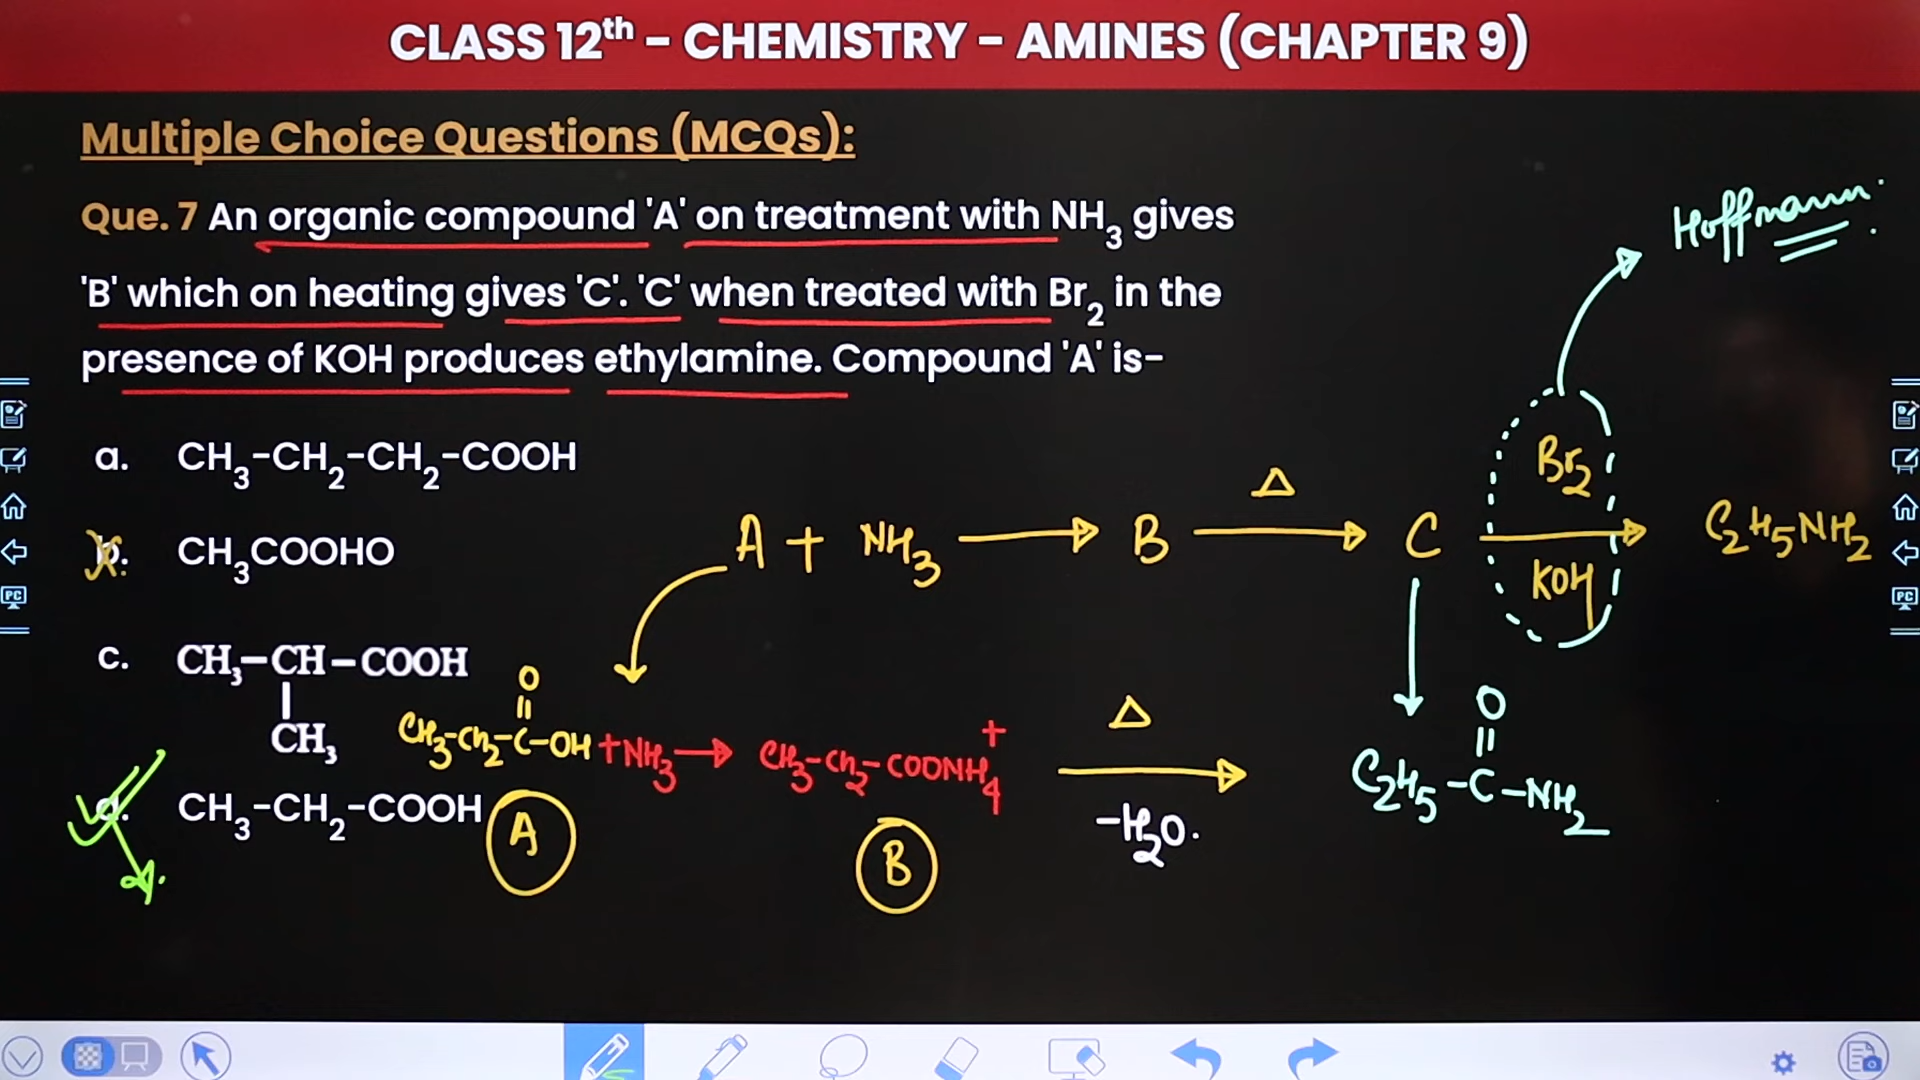 CLASS 12th - CHEMISTRY - AMINES (CHAPTER 9)
Multiple Choice Questions (MCQs):
Que. 7 An organic compound 'A' on treatment with NH3 gives
'B' which on heating gives 'C'. 'C' when treated with Br2 in the
presence of KOH produces ethylamine. Compound 'A' is-
a. CH3-CH2-CH2-COOH
b. CH3COOHO
c. CH3-CH-COOH
CH3
d. CH3-CH2-COOH
Hoffmann.
A + NH3 → B
Δ
→ C
Br2
KOH
→ C2H5NH2
O
CH3-CH2-C-OH + NH3 → CH3-CH2-COONH4
+
A
B
Δ
-H2O.
O
C2H5-C-NH2
d.
PC
PC